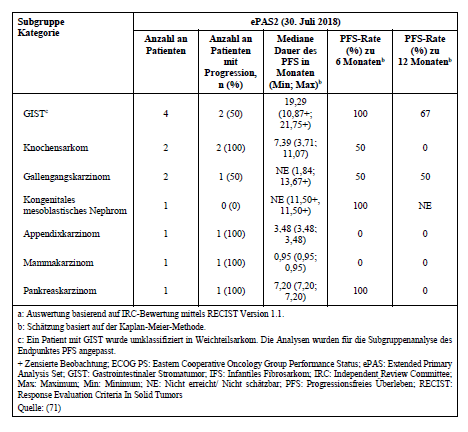 Subgruppe
Kategorie
ePAS2 (30. Juli 2018)
Anzahl an
Patienten
Anzahl an
Patienten
mit
Progression,
n (%)
Mediane
Dauer des
PFS in
Monaten
(Min; Max)b
PFS-Rate
(%) zu
6 Monatenb
PFS-Rate
(%) zu
12 Monatenb
GISTc
4
2 (50)
19,29
(10,87+;
21,75+)
100
67
Knochensarkom
2
2 (100)
7,39 (3,71;
11,07)
50
0
Gallengangskarzinom
2
1 (50)
NE (1,84;
13,67+)
50
50
Kongenitales
mesoblastisches Nephrom
1
0 (0)
NE (11,50+,
11,50+)
100
NE
Appendixkarzinom
1
1 (100)
3,48 (3,48;
3,48)
0
0
Mammakarzinom
1
1 (100)
0,95 (0,95;
0,95)
0
0
Pankreaskarzinom
1
1 (100)
7,20 (7,20;
7,20)
100
0
a: Auswertung basierend auf IRC-Bewertung mittels RECIST Version 1.1.
b: Schätzung basiert auf der Kaplan-Meier-Methode.
c: Ein Patient mit GIST wurde umklassifiziert in Weichteilsarkom. Die Analysen wurden für die Subgruppenanalyse des
Endpunktes PFS angepasst.
+ Zensierte Beobachtung; ECOG PS: Eastern Cooperative Oncology Group Performance Status; ePAS: Extended Primary
Analysis Set; GIST: Gastrointestinaler Stromatumor; IFS: Infantiles Fibrosarkom; IRC: Independent Review Committee;
Max: Maximum; Min: Minimum; NE: Nicht erreicht/ Nicht schätzbar; PFS: Progressionsfreies Überleben; RECIST:
Response Evaluation Criteria In Solid Tumors
Quelle: (71)